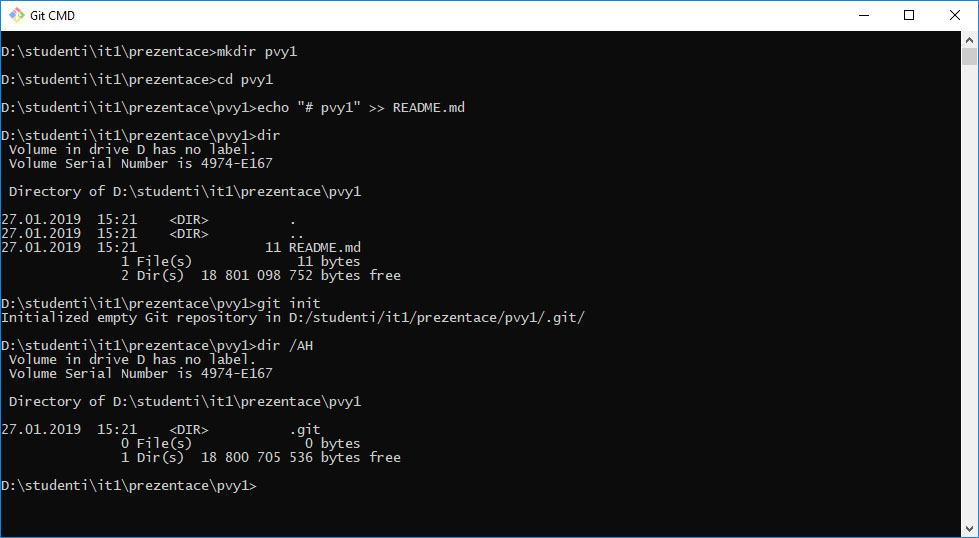 Git CMD
D:\studenti\it1\prezentace>mkdir pvy1
D:\studenti\it1\prezentace>cd pvy1
D:\studenti\it1\prezentace\pvy1>echo "# pvy1" >> README.md
D:\studenti\it1\prezentace\pvy1>dir
 Volume in drive D has no label.
 Volume Serial Number is 4974-E167
 Directory of D:\studenti\it1\prezentace\pvy1
27.01.2019  15:21    <DIR>          .
27.01.2019  15:21    <DIR>          ..
27.01.2019  15:21                11 README.md
               1 File(s)             11 bytes
               2 Dir(s)  18 801 098 752 bytes free
D:\studenti\it1\prezentace\pvy1>git init
Initialized empty Git repository in D:/studenti/it1/prezentace/pvy1/.git/
D:\studenti\it1\prezentace\pvy1>dir /AH
 Volume in drive D has no label.
 Volume Serial Number is 4974-E167
 Directory of D:\studenti\it1\prezentace\pvy1
27.01.2019  15:21    <DIR>          .git
               0 File(s)              0 bytes
               1 Dir(s)  18 800 705 536 bytes free
D:\studenti\it1\prezentace\pvy1>